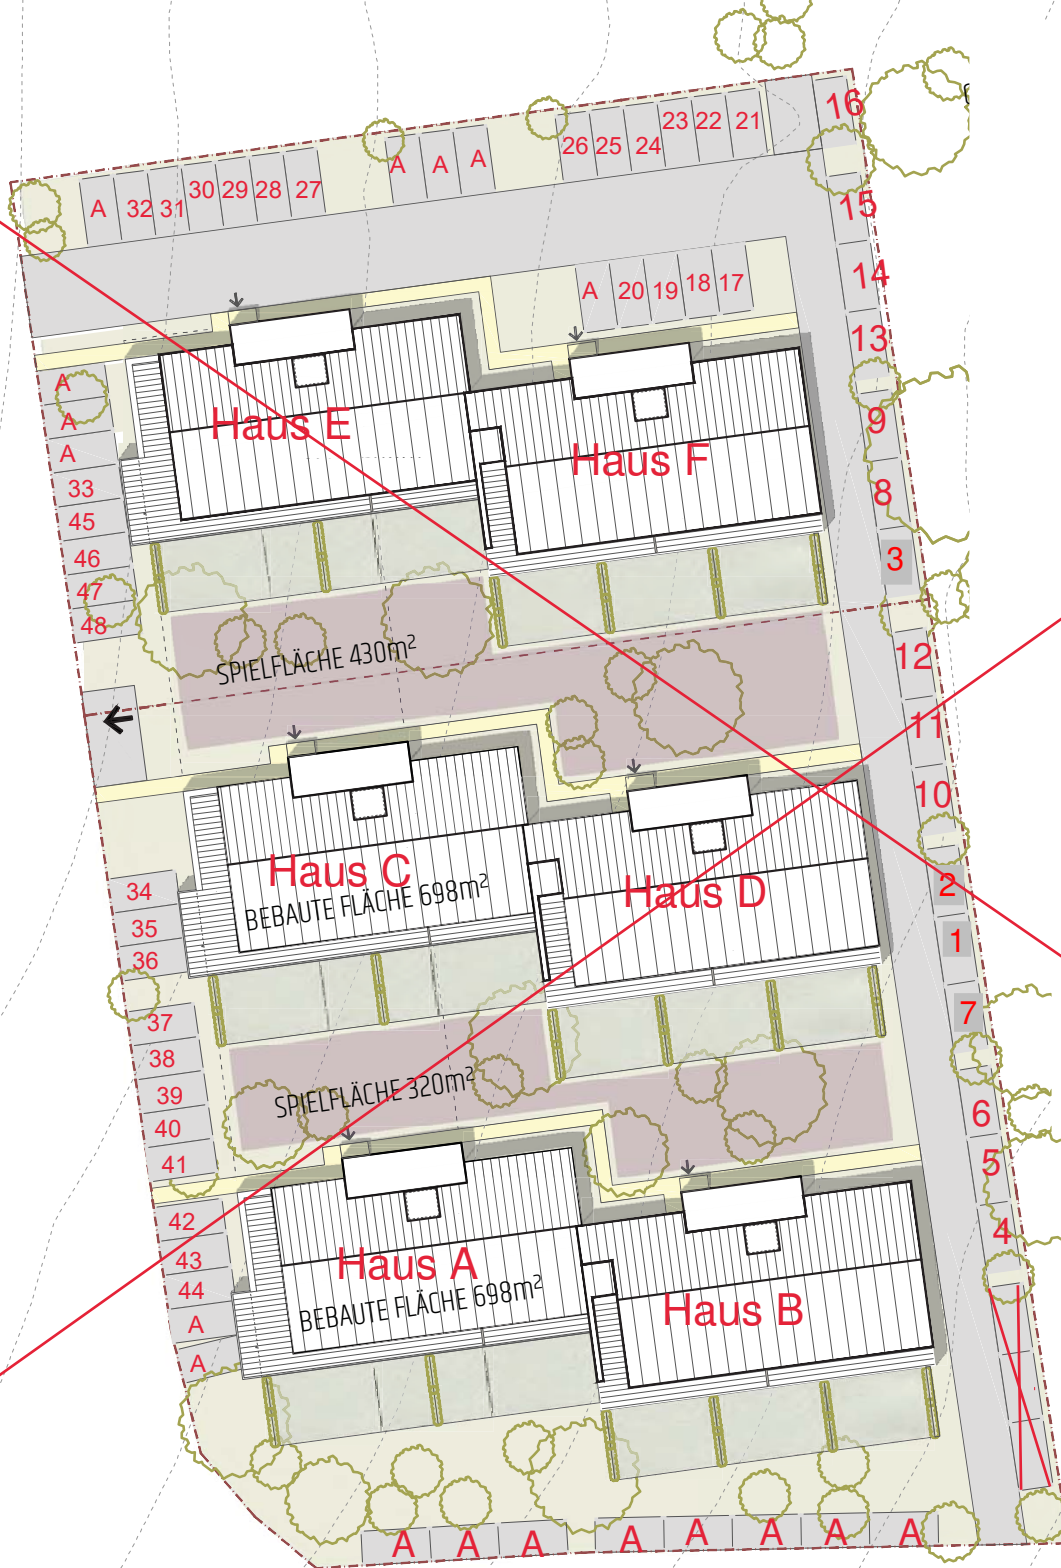 16
23 22 21
26 25 24
A A A
30 29 28 27
A 32 31
15
14
A 20 19 18 17
13
A
A
A
33
45
46
47
48
Haus E
Haus F
9
8
3
SPIELFLÄCHE 430m²
12
11
10
Haus C
BEBAUTE FLÄCHE 698m²
Haus D
2
1
7
34
35
36
37
38
39
40
41
SPIELFLÄCHE 320m²
6
5
4
42
43
44
A
A
Haus A
BEBAUTE FLÄCHE 698m²
Haus B
A A A A A A A A